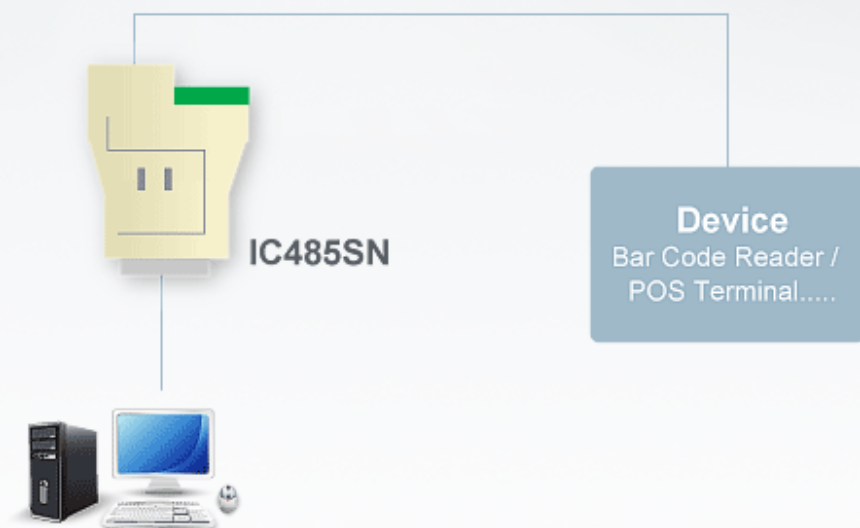 IC485SN
Device
Bar Code Reader /
POS Terminal.....